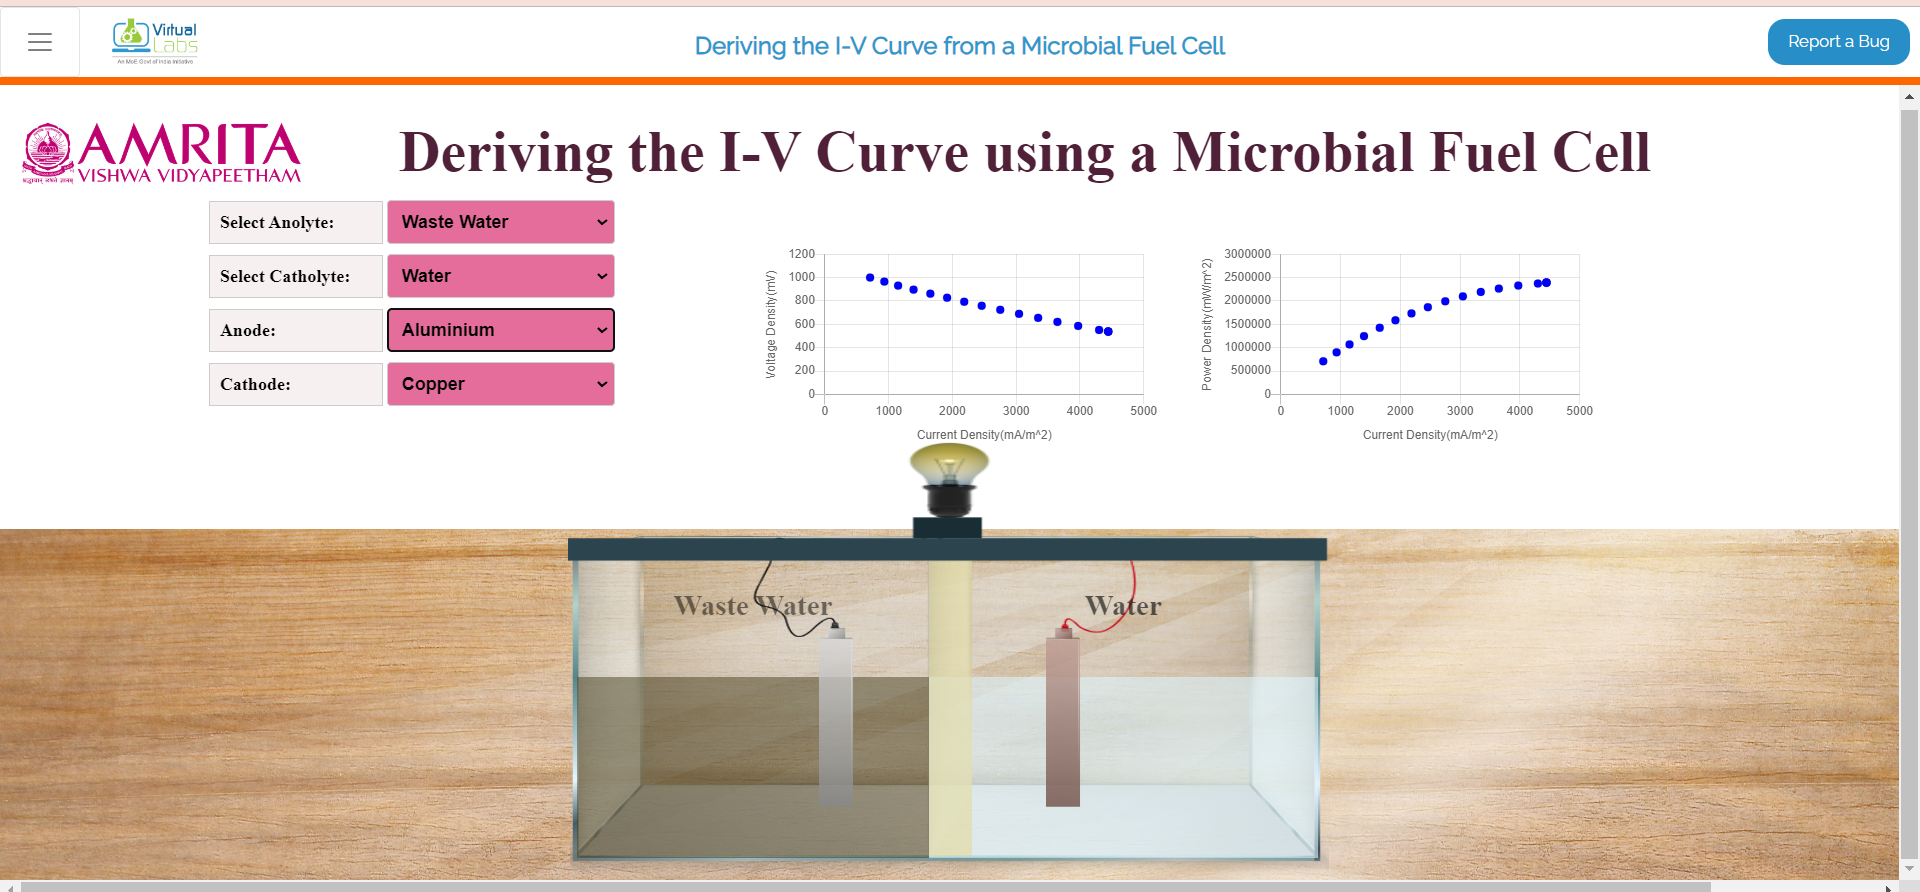 Virtual
Labs
An MoE Govt of India Initiative
Deriving the I-V Curve from a Microbial Fuel Cell
Report a Bug
AMRITA
VISHWA VIDYAPEETHAM
Deriving the I-V Curve using a Microbial Fuel Cell
Select Anolyte:
Waste Water
Select Catholyte:
Water
Anode:
Aluminium
Cathode:
Copper
Voltage Density(mV)
1200
1000
800
600
400
200
0
0 1000 2000 3000 4000 5000
Current Density(mA/m^2)
Power Density(mW/m^2)
3000000
2500000
2000000
1500000
1000000
500000
0
0 1000 2000 3000 4000 5000
Current Density(mA/m^2)
Waste Water
Water